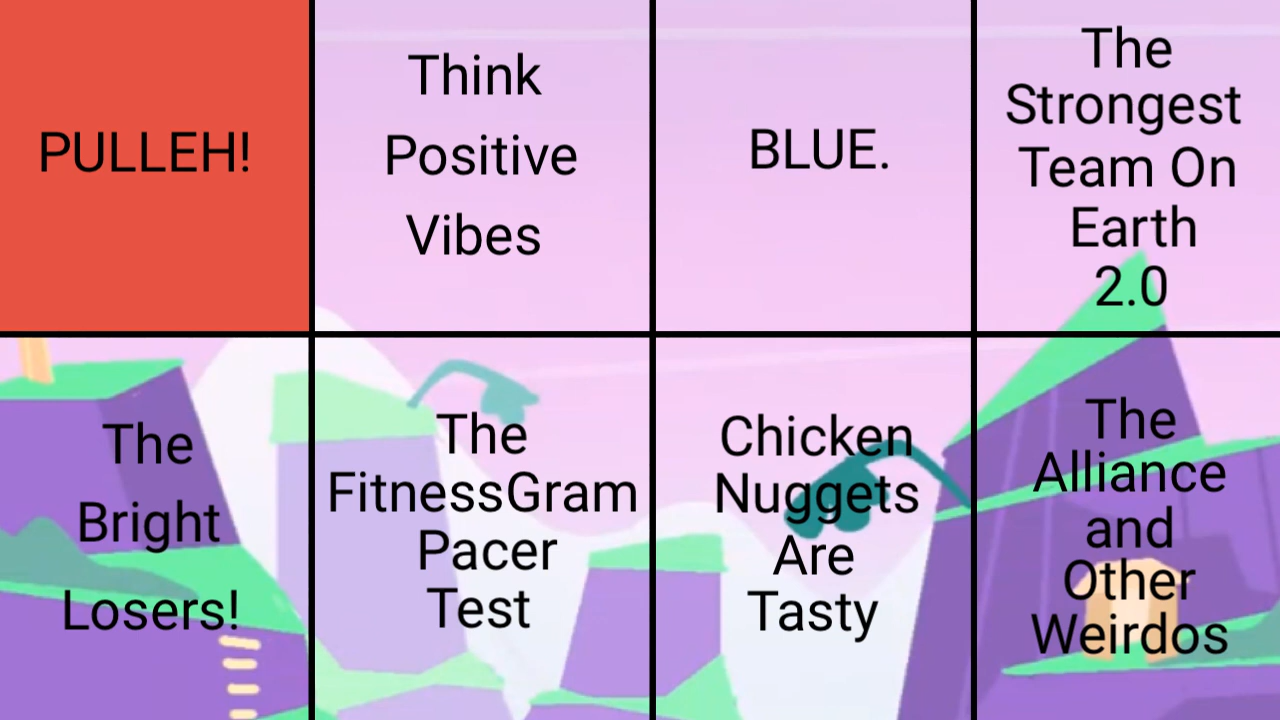 PULLEH!
Think
Positive
Vibes
BLUE.
The
Strongest
Team On
Earth
2.0
The
Bright
Losers!
The
FitnessGram
Pacer
Test
Chicken
Nuggets
Are
Tasty
The
Alliance
and
Other
Weirdos